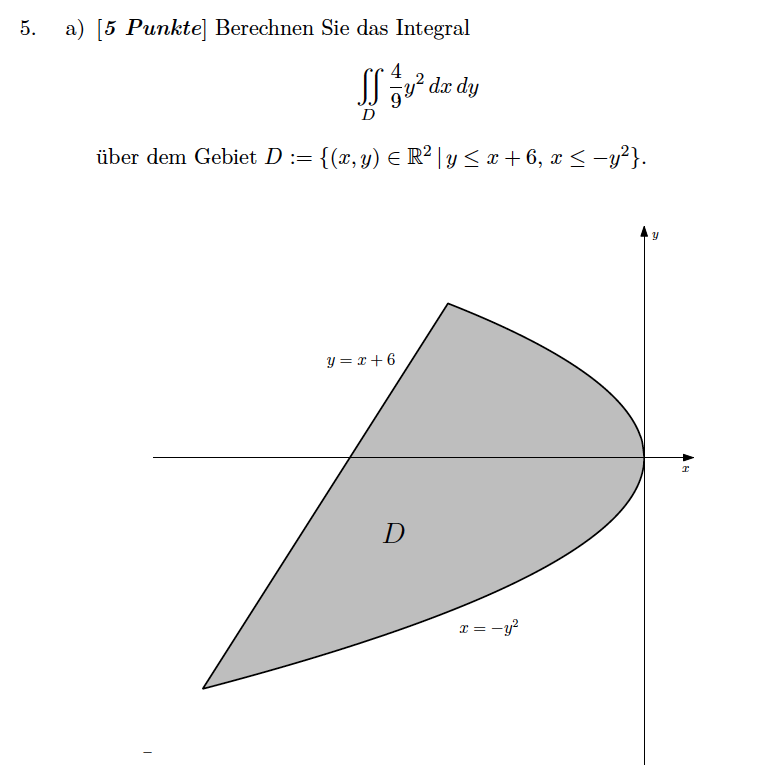 5. a) [5 Punkte] Berechnen Sie das Integral
∬_D 4/9 y² dx dy
über dem Gebiet D := {(x, y) ∈ ℝ² | y ≤ x + 6, x ≤ −y²}.
y
y = x + 6
x
D
x = −y²
–